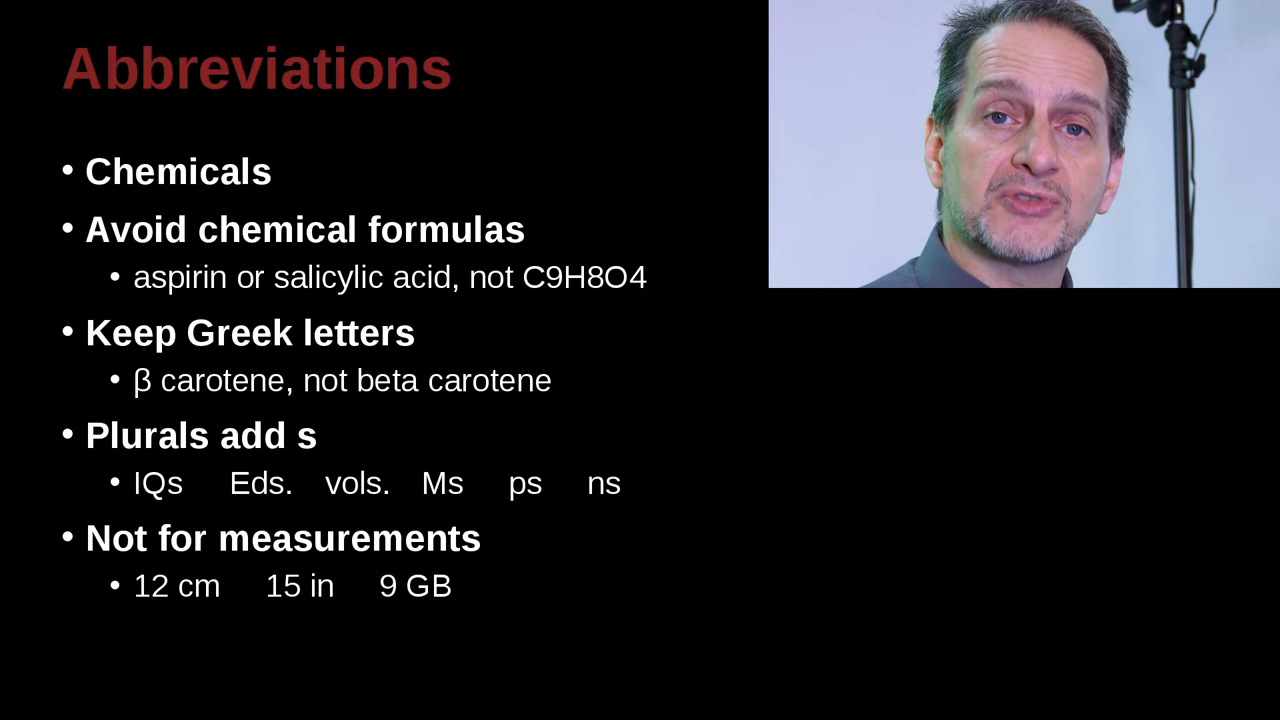 Abbreviations
• Chemicals
• Avoid chemical formulas
• aspirin or salicylic acid, not C9H8O4
• Keep Greek letters
• β carotene, not beta carotene
• Plurals add s
• IQs Eds. vols. Ms ps ns
• Not for measurements
• 12 cm 15 in 9 GB